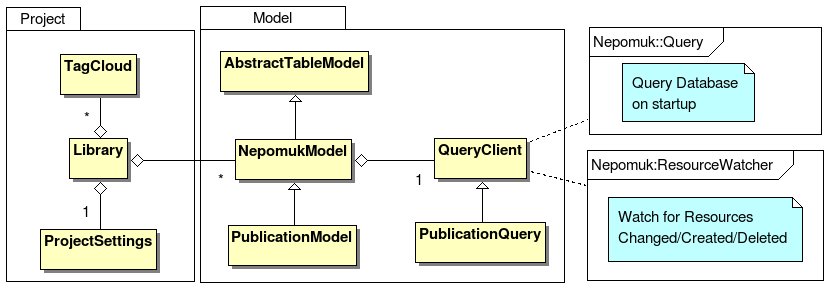 Project
Model
TagCloud
*
Library
1
ProjectSettings
AbstractTableModel
NepomukModel
*
PublicationModel
QueryClient
1
PublicationQuery
Nepomuk::Query
Query Database
on startup
Nepomuk:ResourceWatcher
Watch for Resources
Changed/Created/Deleted